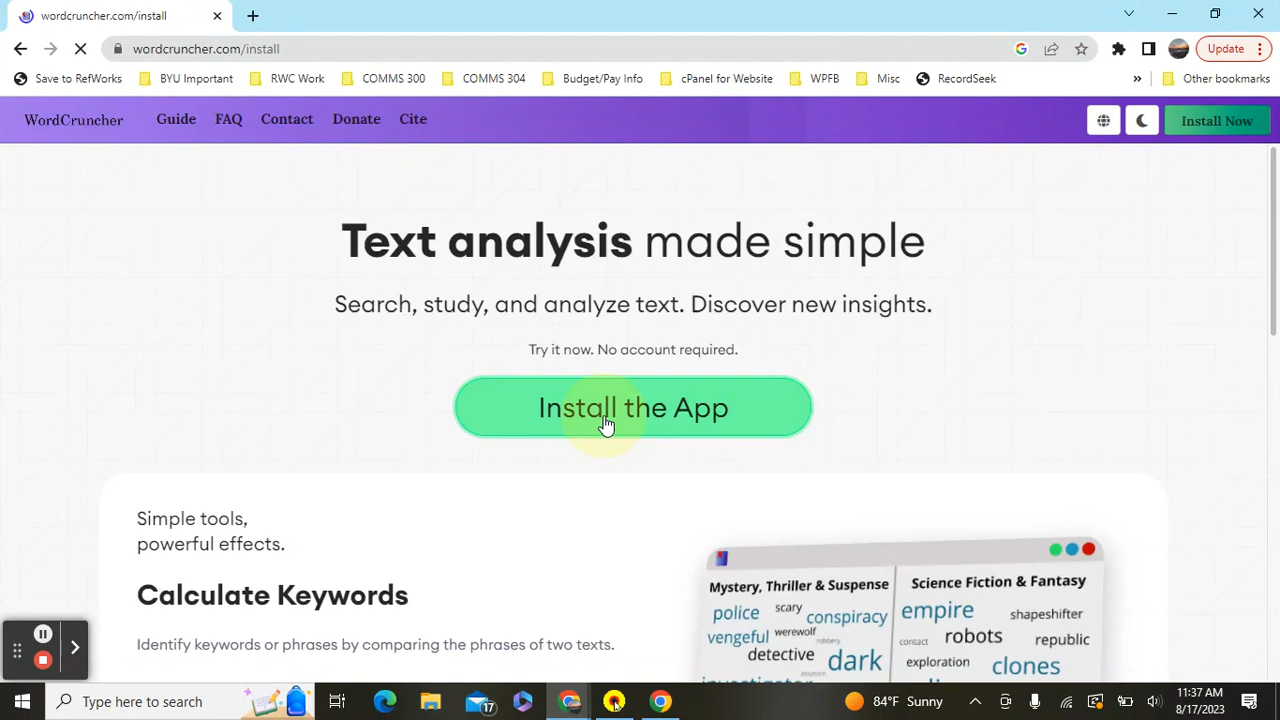 wordcruncher.com/install
wordcruncher.com/install
Update
Save to RefWorks
BYU Important
RWC Work
COMMS 300
COMMS 304
Budget/Pay Info
cPanel for Website
WPFB
Misc
RecordSeek
»
Other bookmarks
WordCruncher
Guide
FAQ
Contact
Donate
Cite
Install Now
Text analysis made simple
Search, study, and analyze text. Discover new insights.
Try it now. No account required.
Install the App
Simple tools,
powerful effects.
Calculate Keywords
Identify keywords or phrases by comparing the phrases of two texts.
Mystery, Thriller & Suspense
police scary conspiracy
vengeful werewolf robbery
detective dark
assassin
Science Fiction & Fantasy
empire shapeshifter
contact robots republic
exploration clones
Type here to search
17
84°F Sunny
11:37 AM
8/17/2023